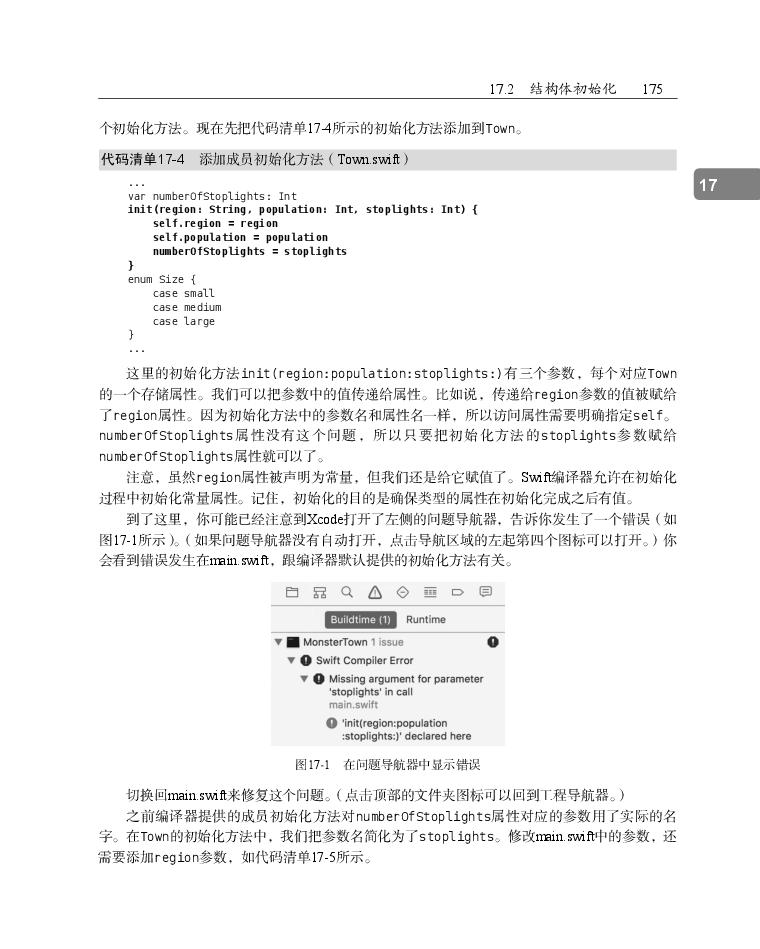 17.2 结构体初始化 175
个初始化方法。现在先把代码清单17-4所示的初始化方法添加到Town。
代码清单17-4 添加成员初始化方法（Town.swift）
17
...
var numberOfStoplights: Int
init(region: String, population: Int, stoplights: Int) {
    self.region = region
    self.population = population
    numberOfStoplights = stoplights
}
enum Size {
    case small
    case medium
    case large
}
...
这里的初始化方法init(region:population:stoplights:)有三个参数，每个对应Town
的一个存储属性。我们可以把参数中的值传递给属性。比如说，传递给region参数的值被赋给
了region属性。因为初始化方法中的参数名和属性名一样，所以访问属性需要明确指定self。
numberOfStoplights属性没有这个问题，所以只要把初始化方法的stoplights参数赋给
numberOfStoplights属性就可以了。
注意，虽然region属性被声明为常量，但我们还是给它赋值了。Swift编译器允许在初始化
过程中初始化常量属性。记住，初始化的目的是确保类型的属性在初始化完成之后有值。
到了这里，你可能已经注意到Xcode打开了左侧的问题导航器，告诉你发生了一个错误（如
图17-1所示）。（如果问题导航器没有自动打开，点击导航区域的左起第四个图标可以打开。）你
会看到错误发生在main.swift，跟编译器默认提供的初始化方法有关。
Buildtime (1) Runtime
MonsterTown 1 issue
Swift Compiler Error
Missing argument for parameter
'stoplights' in call
main.swift
'init(region:population
:stoplights:)' declared here
图17-1 在问题导航器中显示错误
切换回main.swift来修复这个问题。（点击顶部的文件夹图标可以回到工程导航器。）
之前编译器提供的成员初始化方法对numberOfStoplights属性对应的参数用了实际的名
字。在Town的初始化方法中，我们把参数名简化为了stoplights。修改main.swift中的参数，还
需要添加region参数，如代码清单17-5所示。